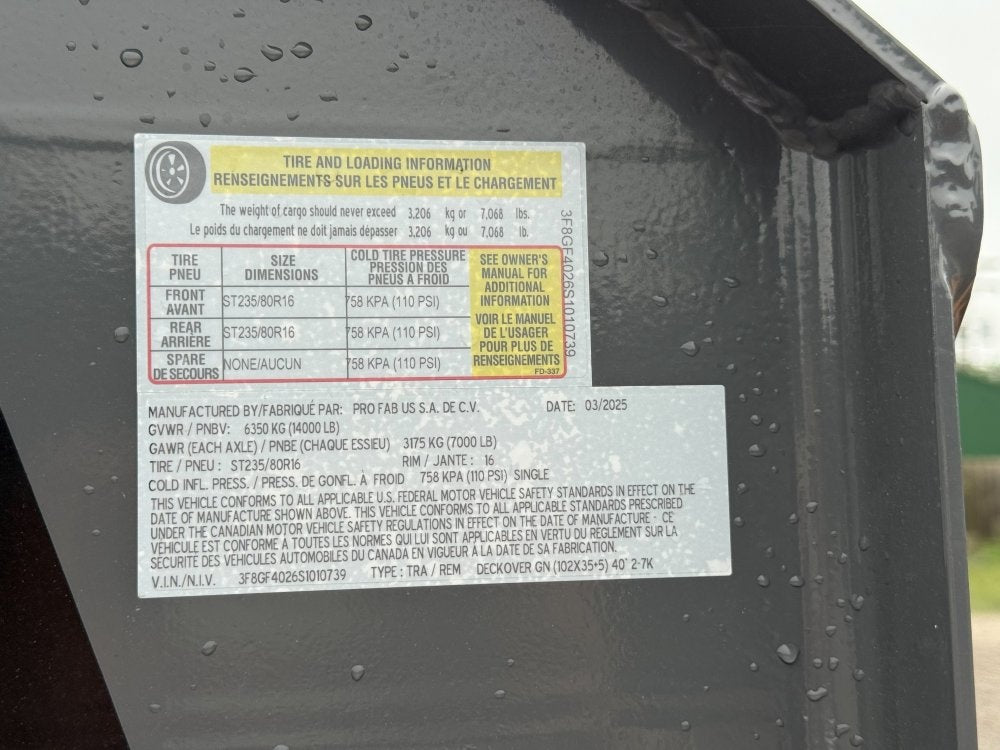 TIRE AND LOADING INFORMATION
RENSEIGNEMENTS SUR LES PNEUS ET LE CHARGEMENT
The weight of cargo should never exceed 3,206 kg or 7,068 lbs.
Le poids du chargement ne doit jamais dépasser 3,206 kg ou 7,068 lb.
TIRE PNEU
SIZE DIMENSIONS
COLD TIRE PRESSURE PRESSION DES PNEUS A FROID
FRONT AVANT ST235/80R16 758 KPA (110 PSI)
REAR ARRIÈRE ST235/80R16 758 KPA (110 PSI)
SPARE DE SECOURS NONE/AUCUN 758 KPA (110 PSI)
SEE OWNER'S
MANUAL FOR
ADDITIONAL
INFORMATION
VOIR LE MANUEL
DE L'USAGER
POUR PLUS DE
RENSEIGNEMENTS
FD-337
3F8GF4026S1010739
MANUFACTURED BY/FABRIQUÉ PAR: PRO FAB US S.A. DE C.V. DATE: 03/2025
GVWR / PNBV: 6350 KG (14000 LB)
GAWR (EACH AXLE) / PNBE (CHAQUE ESSIEU) 3175 KG (7000 LB)
TIRE / PNEU : ST235/80R16 RIM / JANTE : 16
COLD INFL. PRESS. / PRESS. DE GONFL. À FROID 758 KPA (110 PSI) SINGLE
THIS VEHICLE CONFORMS TO ALL APPLICABLE U.S. FEDERAL MOTOR VEHICLE SAFETY STANDARDS IN EFFECT ON THE
DATE OF MANUFACTURE SHOWN ABOVE. THIS VEHICLE CONFORMS TO ALL APPLICABLE STANDARDS PRESCRIBED
UNDER THE CANADIAN MOTOR VEHICLE SAFETY REGULATIONS IN EFFECT ON THE DATE OF MANUFACTURE - CE
VÉHICULE EST CONFORME A TOUTES LES NORMES QUI LUI SONT APPLICABLES EN VERTU DU RÈGLEMENT SUR LA
SÉCURITÉ DES VÉHICULES AUTOMOBILES DU CANADA EN VIGUEUR À LA DATE DE SA FABRICATION.
V.I.N./N.I.V. 3F8GF4026S1010739 TYPE : TRA / REM DECKOVER GN (102X35+5) 40' 2-7K